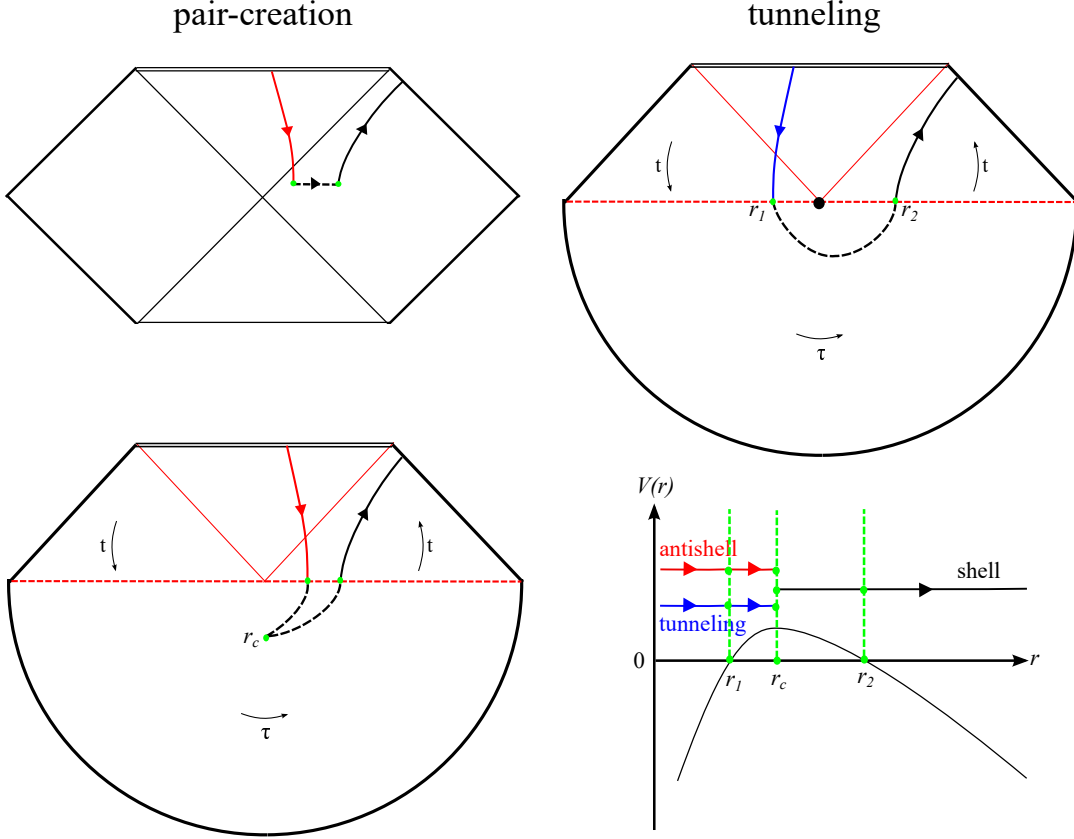 pair-creation
tunneling
t
t
r1
r2
τ
t
t
rc
τ
V(r)
antishell
shell
tunneling
0
r
r1
rc
r2